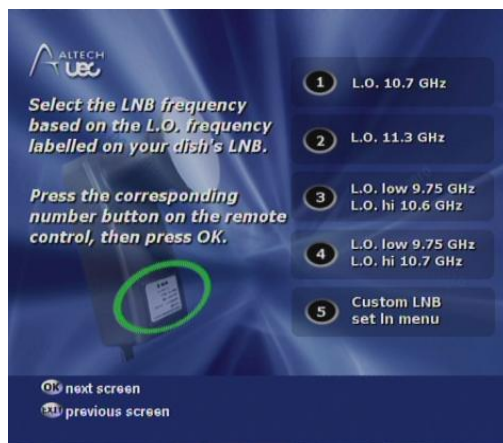 ALTECH
UEC
Select the LNB frequency
based on the L.O. frequency
labelled on your dish's LNB.
Press the corresponding
number button on the remote
control, then press OK.
1 L.O. 10.7 GHz
2 L.O. 11.3 GHz
3 L.O. low 9.75 GHz
L.O. hi 10.6 GHz
4 L.O. low 9.75 GHz
L.O. hi 10.7 GHz
5 Custom LNB
set In menu
OK next screen
EXIT previous screen